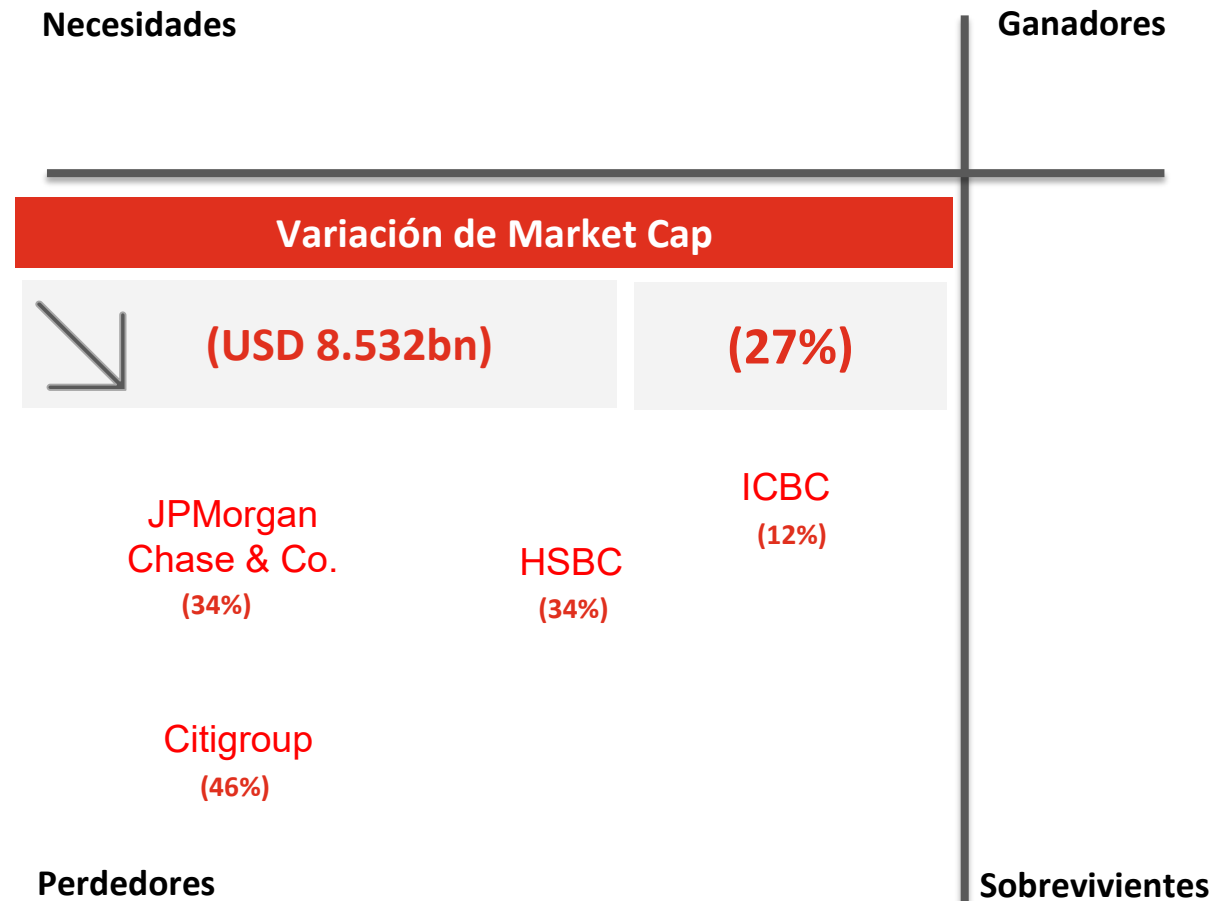 Necesidades
Ganadores
Variación de Market Cap
(USD 8.532bn)
(27%)
JPMorgan
Chase & Co.
(34%)
HSBC
(34%)
ICBC
(12%)
Citigroup
(46%)
Perdedores
Sobrevivientes